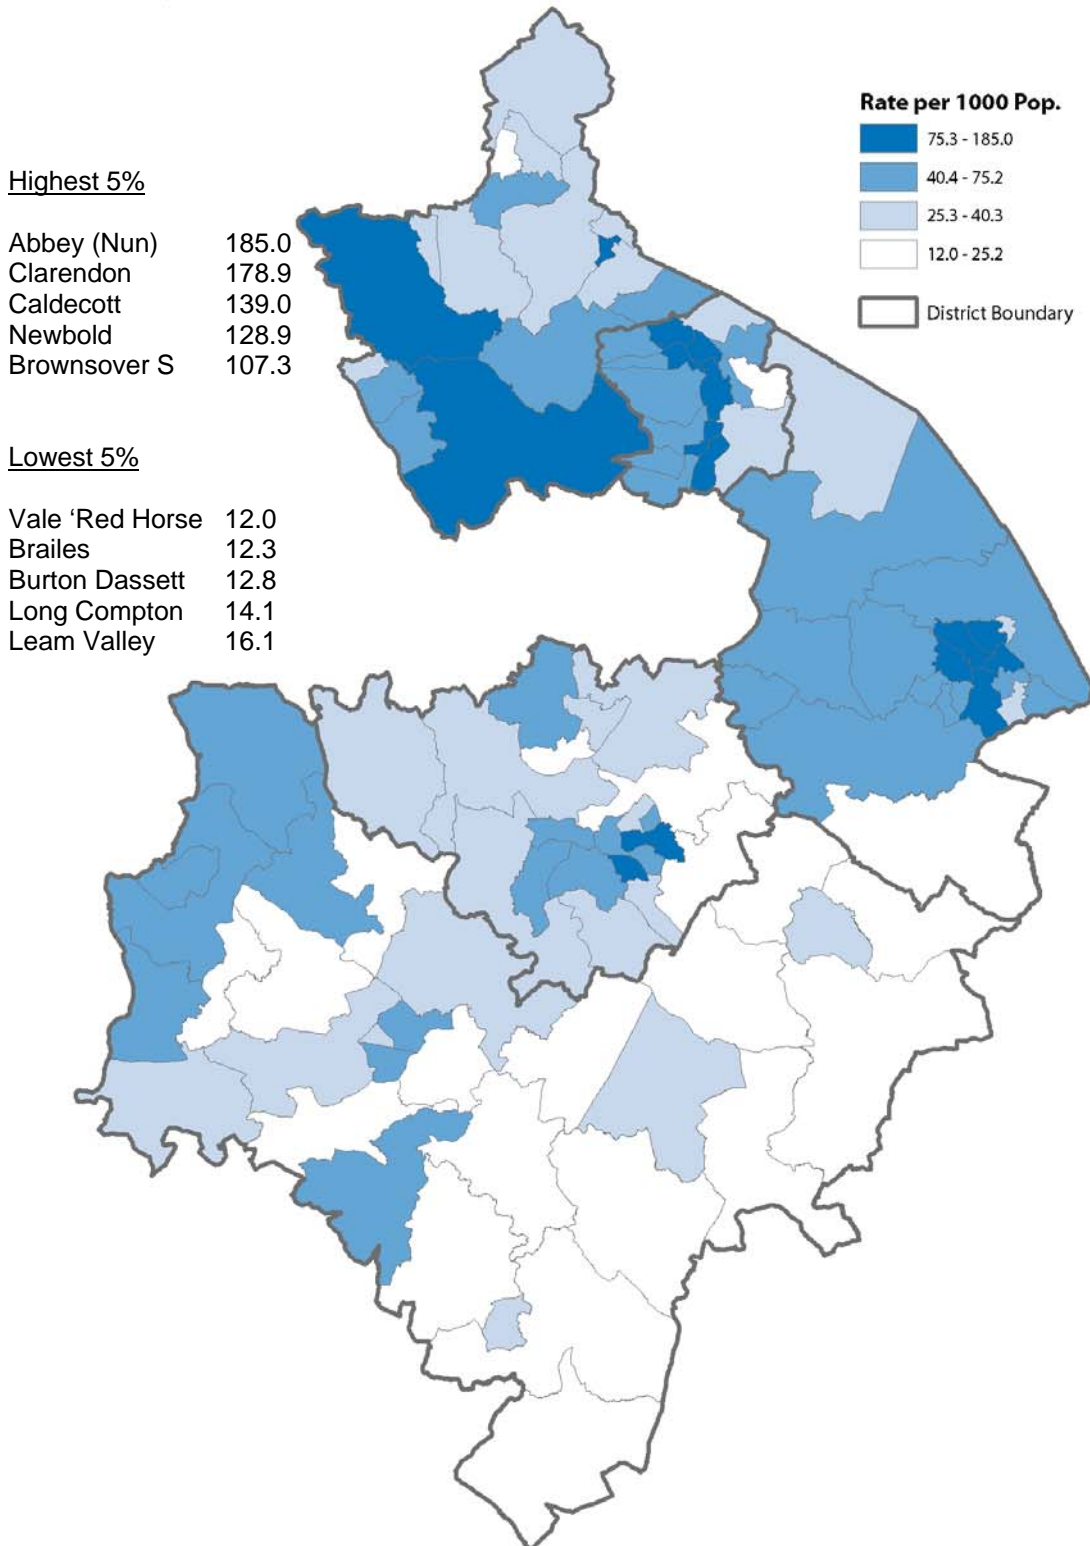 Highest 5%
Abbey (Nun) 185.0
Clarendon 178.9
Caldecott 139.0
Newbold 128.9
Brownsover S 107.3
Lowest 5%
Vale ‘Red Horse 12.0
Brailes 12.3
Burton Dassett 12.8
Long Compton 14.1
Leam Valley 16.1
Rate per 1000 Pop.
75.3 - 185.0
40.4 - 75.2
25.3 - 40.3
12.0 - 25.2
District Boundary